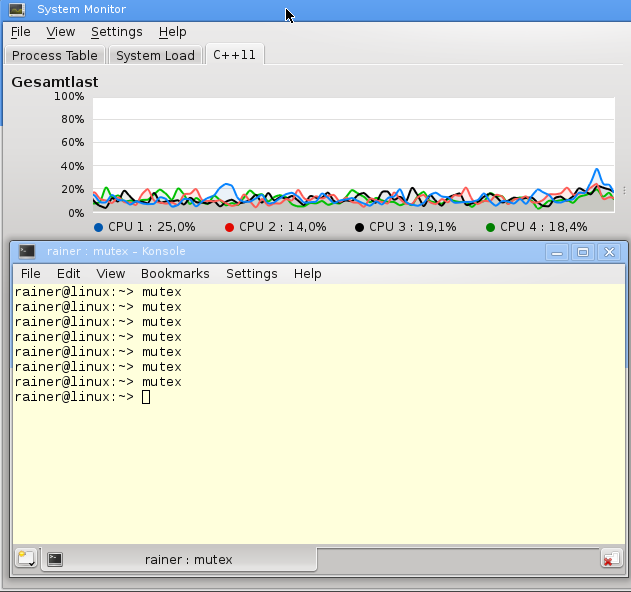 System Monitor
File View Settings Help
Process Table System Load C++11
Gesamtlast
100%
80%
60%
40%
20%
0%
CPU 1 : 25,0% CPU 2 : 14,0% CPU 3 : 19,1% CPU 4 : 18,4%
rainer : mutex – Konsole
File Edit View Bookmarks Settings Help
rainer@linux:~> mutex
rainer@linux:~> mutex
rainer@linux:~> mutex
rainer@linux:~> mutex
rainer@linux:~> mutex
rainer@linux:~> mutex
rainer@linux:~> mutex
rainer@linux:~>
rainer : mutex